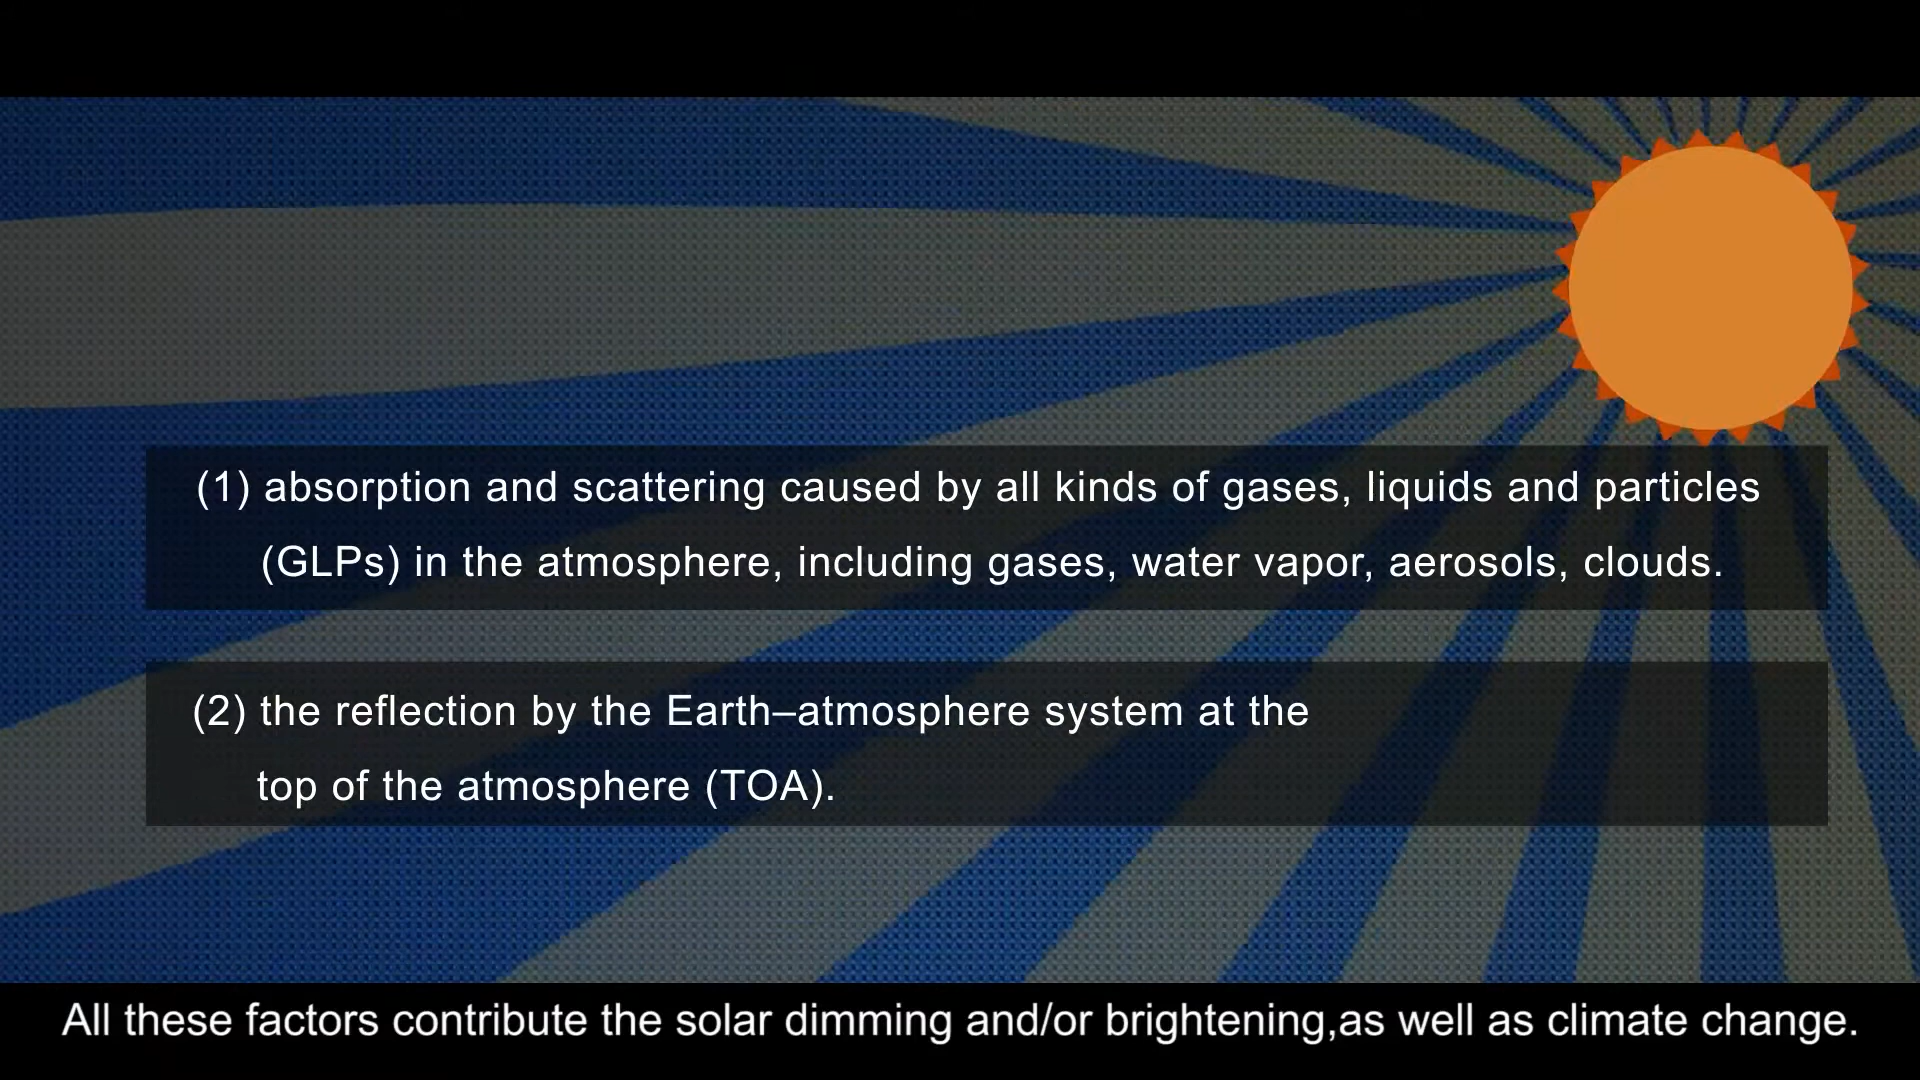 (1) absorption and scattering caused by all kinds of gases, liquids and particles
(GLPs) in the atmosphere, including gases, water vapor, aerosols, clouds.
(2) the reflection by the Earth–atmosphere system at the
top of the atmosphere (TOA).
All these factors contribute the solar dimming and/or brightening,as well as climate change.